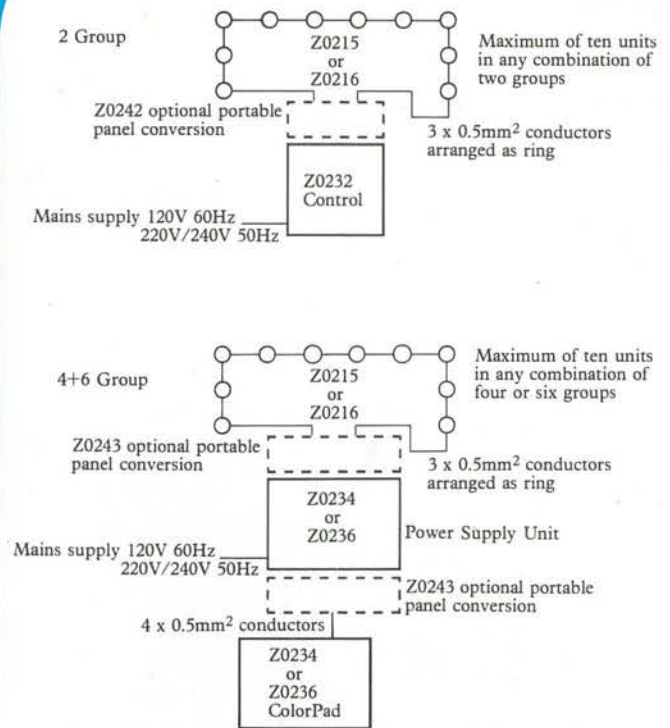 2 Group
Z0215
or
Z0216
Maximum of ten units
in any combination of
two groups
Z0242 optional portable
panel conversion
3 x 0.5mm² conductors
arranged as ring
Z0232
Control
Mains supply 120V 60Hz
220V/240V 50Hz
4+6 Group
Z0215
or
Z0216
Maximum of ten units
in any combination of
four or six groups
Z0243 optional portable
panel conversion
3 x 0.5mm² conductors
arranged as ring
Z0234
or
Z0236
Power Supply Unit
Mains supply 120V 60Hz
220V/240V 50Hz
Z0243 optional portable
panel conversion
4 x 0.5mm² conductors
Z0234
or
Z0236
ColorPad